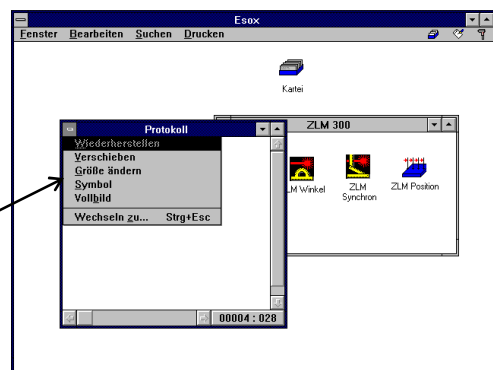 Esox
Fenster Bearbeiten Suchen Drucken
Kartei
ZLM 300
Protokoll
Wiederherstellen
Verschieben
Größe ändern
Symbol
Vollbild
Wechseln zu... Strg+Esc
LM Winkel
ZLM Synchron
ZLM Position
00004 : 028